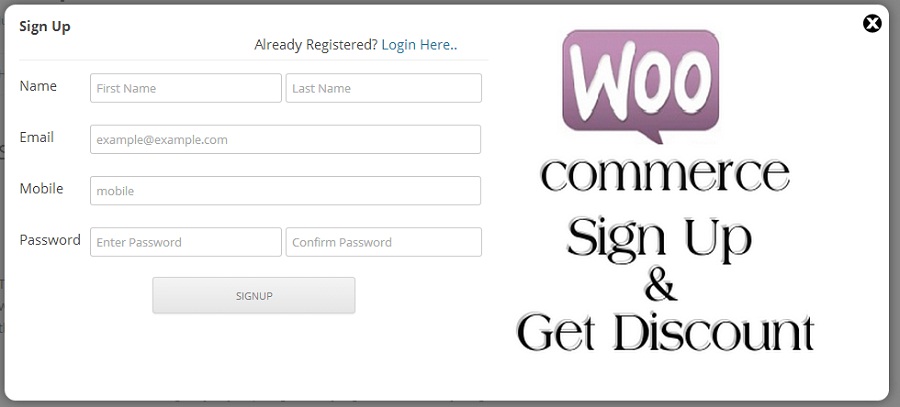 Sign Up
Already Registered? Login Here..
Name
First Name
Last Name
Email
example@example.com
Mobile
mobile
Password
Enter Password
Confirm Password
SIGNUP
Woo
commerce
Sign Up
&
Get Discount